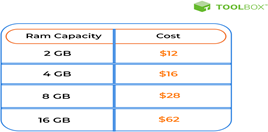 TOOLBOX
Ram Capacity Cost
2 GB $12
4 GB $16
8 GB $28
16 GB $62